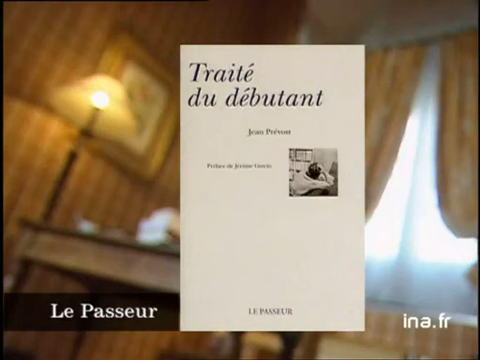 Traité
du débutant
Jean Prévost
Préface de Jérôme Garcin
LE PASSEUR
Le Passeur
ina.fr